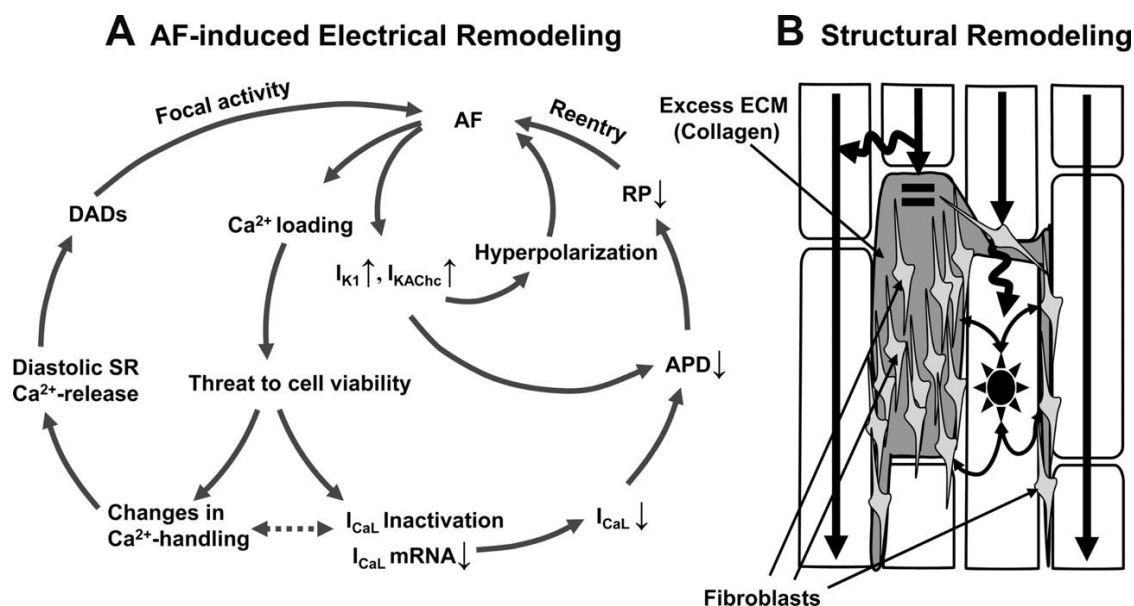 A AF-induced Electrical Remodeling
Focal activity
AF
Reentry
DADs
Ca²⁺ loading
RP↓
Hyperpolarization
I_K1↑, I_KAChc↑
Diastolic SR
Ca²⁺-release
Threat to cell viability
APD↓
Changes in
Ca²⁺-handling
I_CaL Inactivation
I_CaL mRNA↓
I_CaL ↓
B Structural Remodeling
Excess ECM
(Collagen)
Fibroblasts